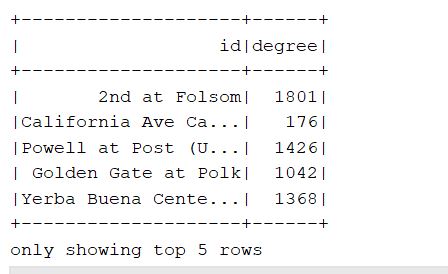 +--------------------+------+
|                  id|degree|
+--------------------+------+
|       2nd at Folsom|  1801|
|California Ave Ca...|   176|
|Powell at Post (U...|  1426|
| Golden Gate at Polk|  1042|
|Yerba Buena Cente...|  1368|
+--------------------+------+
only showing top 5 rows